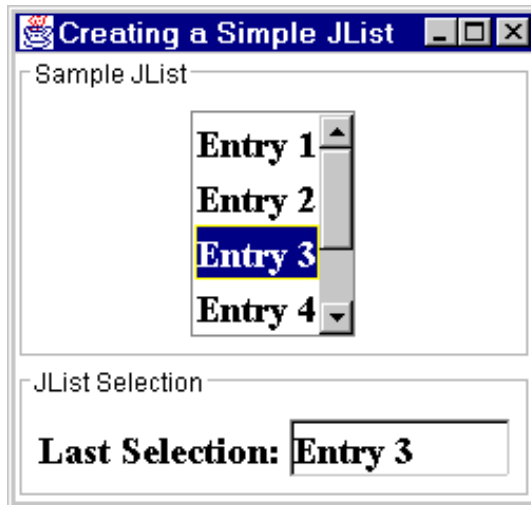 Creating a Simple JList
Sample JList
Entry 1
Entry 2
Entry 3
Entry 4
JList Selection
Last Selection: Entry 3